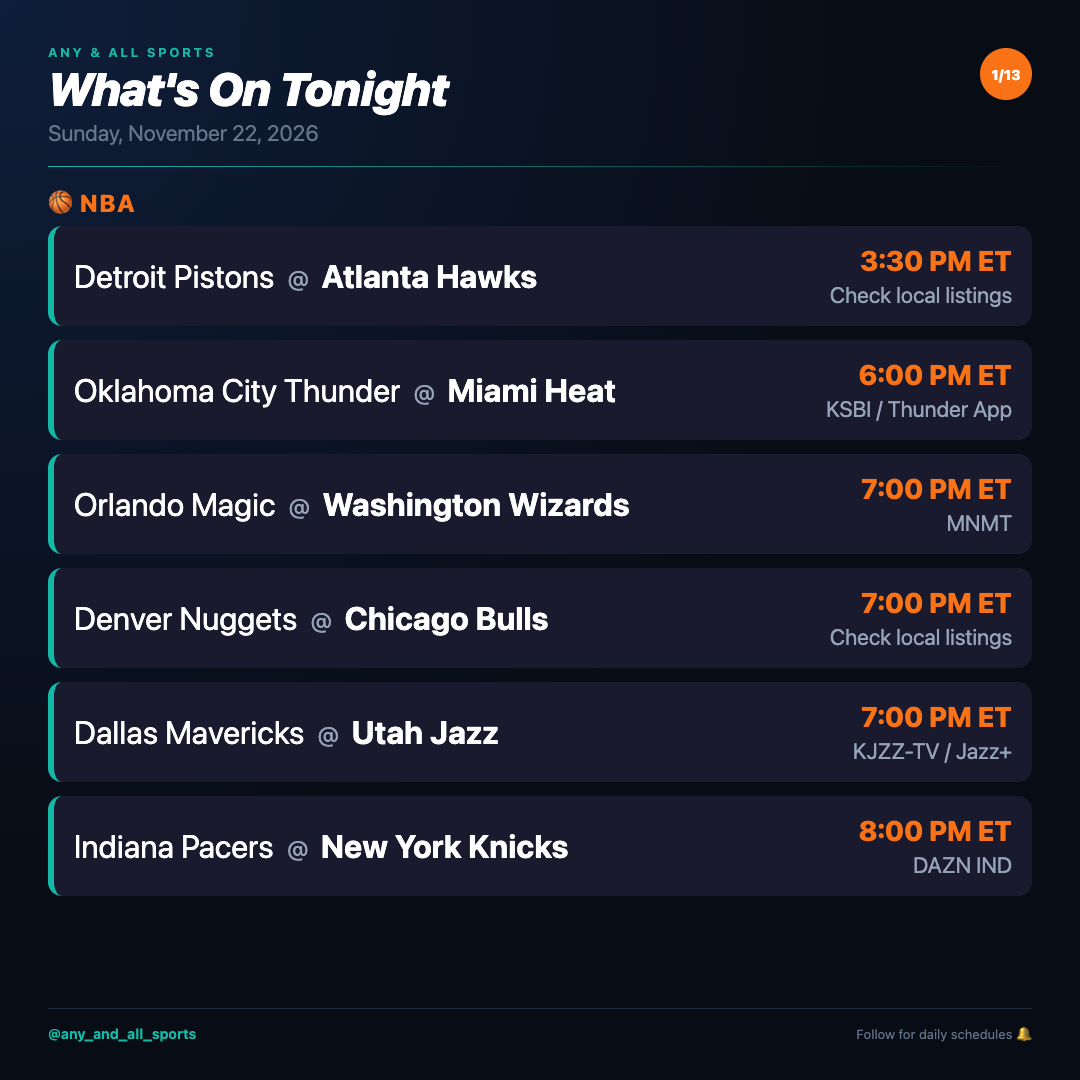 ANY & ALL SPORTS
What's On Tonight
Sunday, November 22, 2026
1/13
🏀 NBA
Detroit Pistons @ Atlanta Hawks
3:30 PM ET
Check local listings
Oklahoma City Thunder @ Miami Heat
6:00 PM ET
KSBI / Thunder App
Orlando Magic @ Washington Wizards
7:00 PM ET
MNMT
Denver Nuggets @ Chicago Bulls
7:00 PM ET
Check local listings
Dallas Mavericks @ Utah Jazz
7:00 PM ET
KJZZ-TV / Jazz+
Indiana Pacers @ New York Knicks
8:00 PM ET
DAZN IND
@any_and_all_sports
Follow for daily schedules 🔔